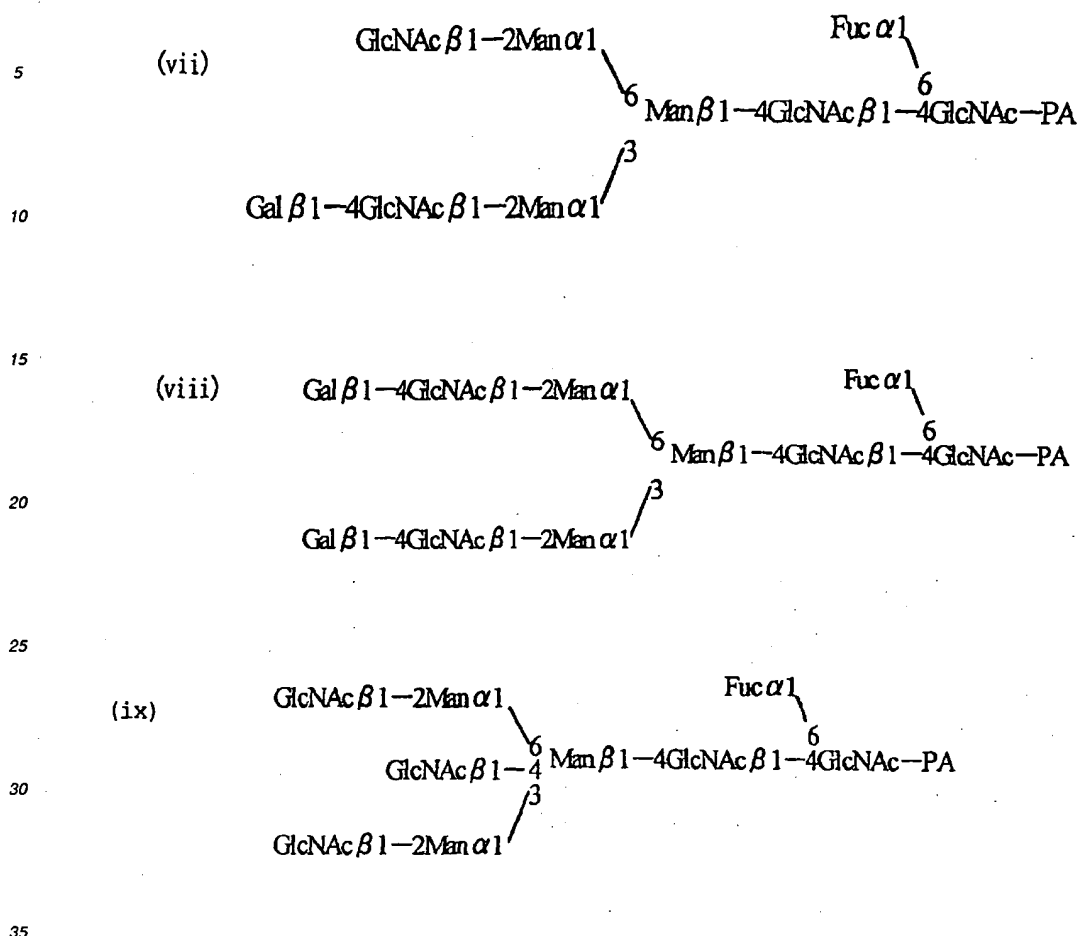 GlcNAcβ1−2Manα1 Fucα1
5 (vii)
6 6
Manβ1−4GlcNAcβ1−4GlcNAc−PA
3
10 Galβ1−4GlcNAcβ1−2Manα1
15
(viii) Galβ1−4GlcNAcβ1−2Manα1 Fucα1
6 6
Manβ1−4GlcNAcβ1−4GlcNAc−PA
3
20
Galβ1−4GlcNAcβ1−2Manα1
25
GlcNAcβ1−2Manα1 Fucα1
(ix)
6 6
GlcNAcβ1−4Manβ1−4GlcNAcβ1−4GlcNAc−PA
30 3
GlcNAcβ1−2Manα1
35